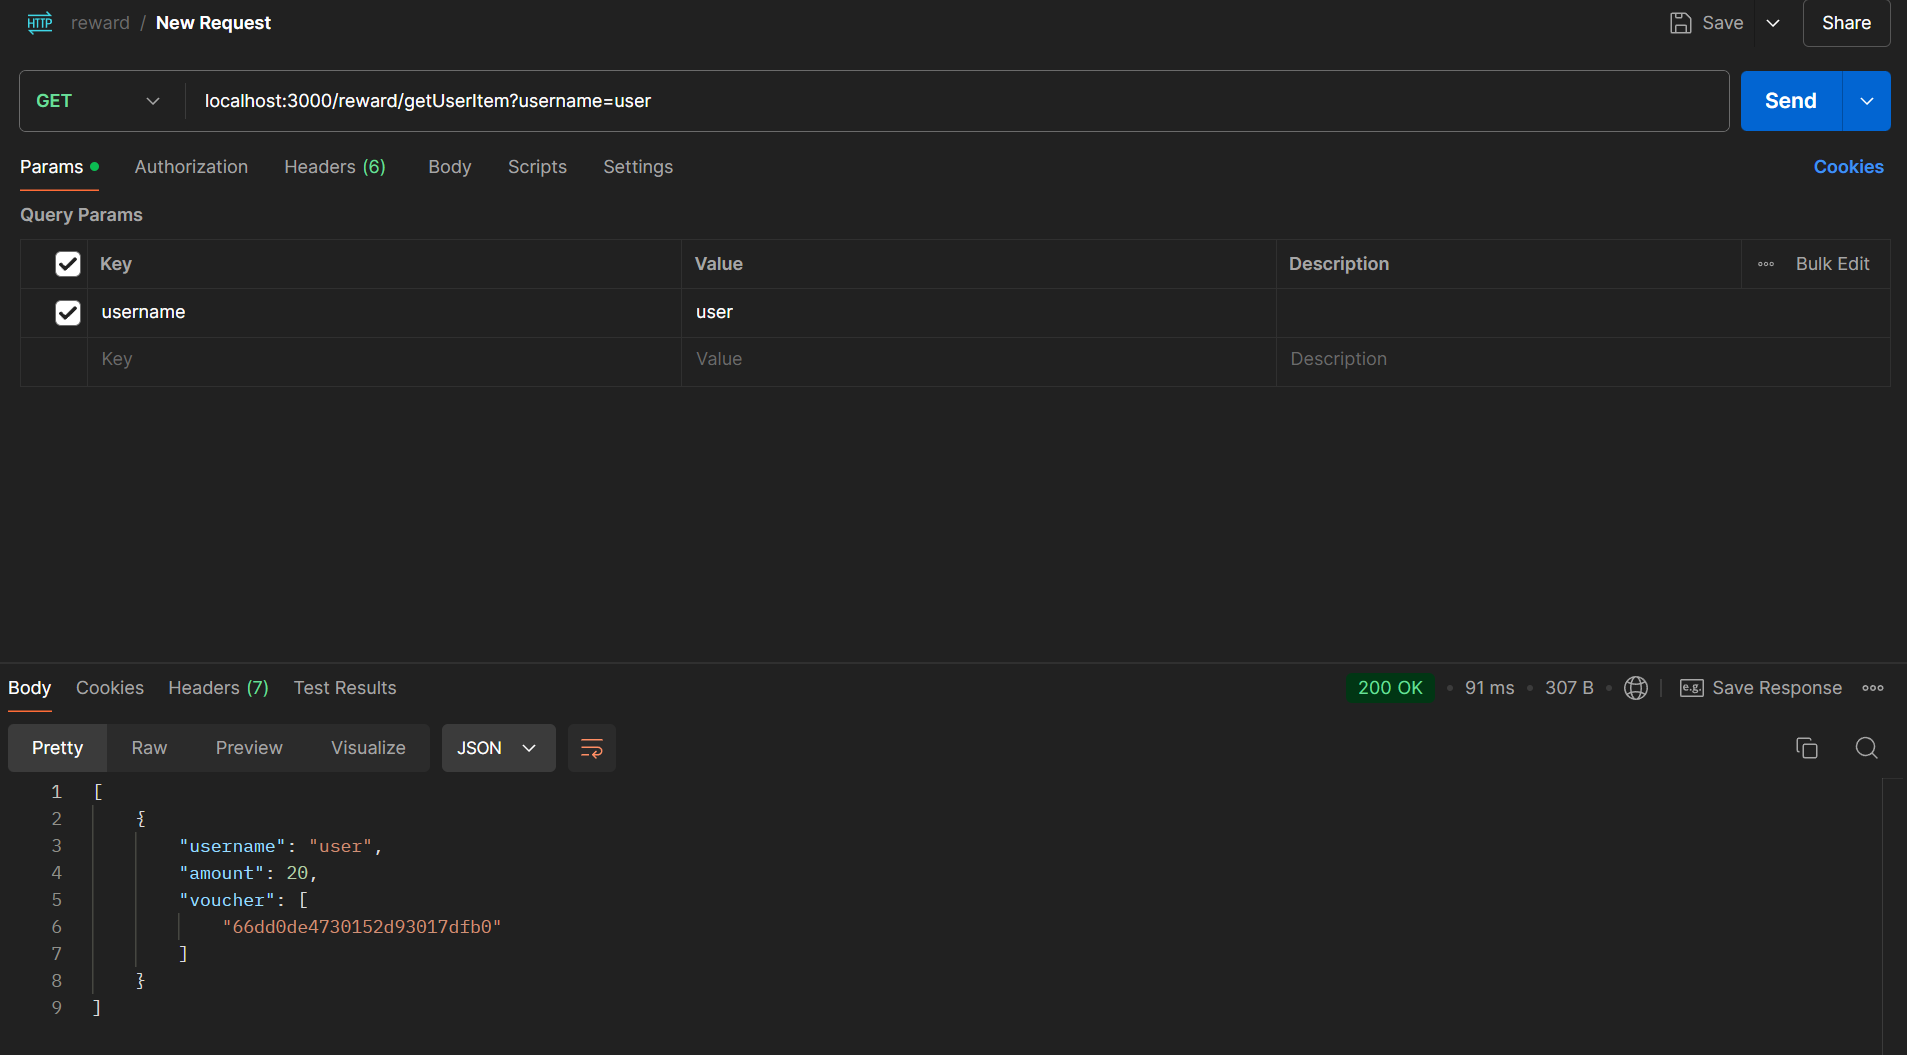 HTTP reward / New Request Save Share
GET localhost:3000/reward/getUserItem?username=user Send
Params Authorization Headers (6) Body Scripts Settings Cookies
Query Params
Key Value Description Bulk Edit
username user
Key Value Description
Body Cookies Headers (7) Test Results 200 OK 91 ms 307 B e.g. Save Response
Pretty Raw Preview Visualize JSON
1 [
2 {
3 "username": "user",
4 "amount": 20,
5 "voucher": [
6 "66dd0de4730152d93017dfb0"
7 ]
8 }
9 ]